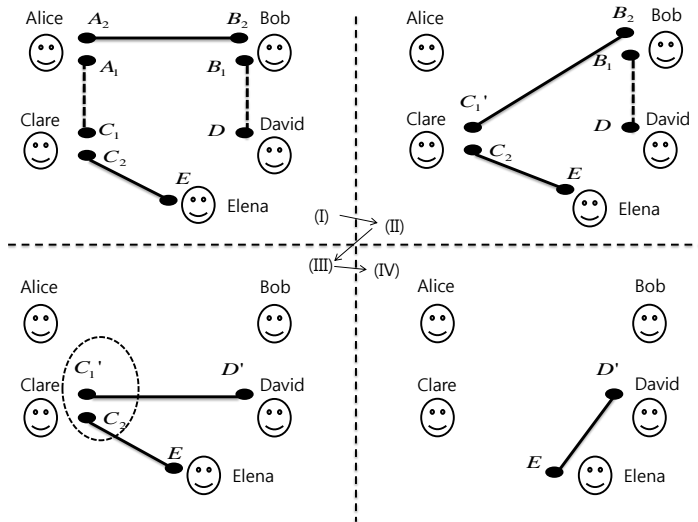 Alice A₂ B₂ Bob
A₁ B₁
Clare C₁ D David
C₂
E
Elena
B₂ Bob
Alice
B₁
C₁'
Clare D David
C₂
E
Elena
(I) (II)
(III) (IV)
Alice Bob
C₁' D'
Clare David
C₂
E
Elena
Alice Bob
D'
Clare David
E
Elena